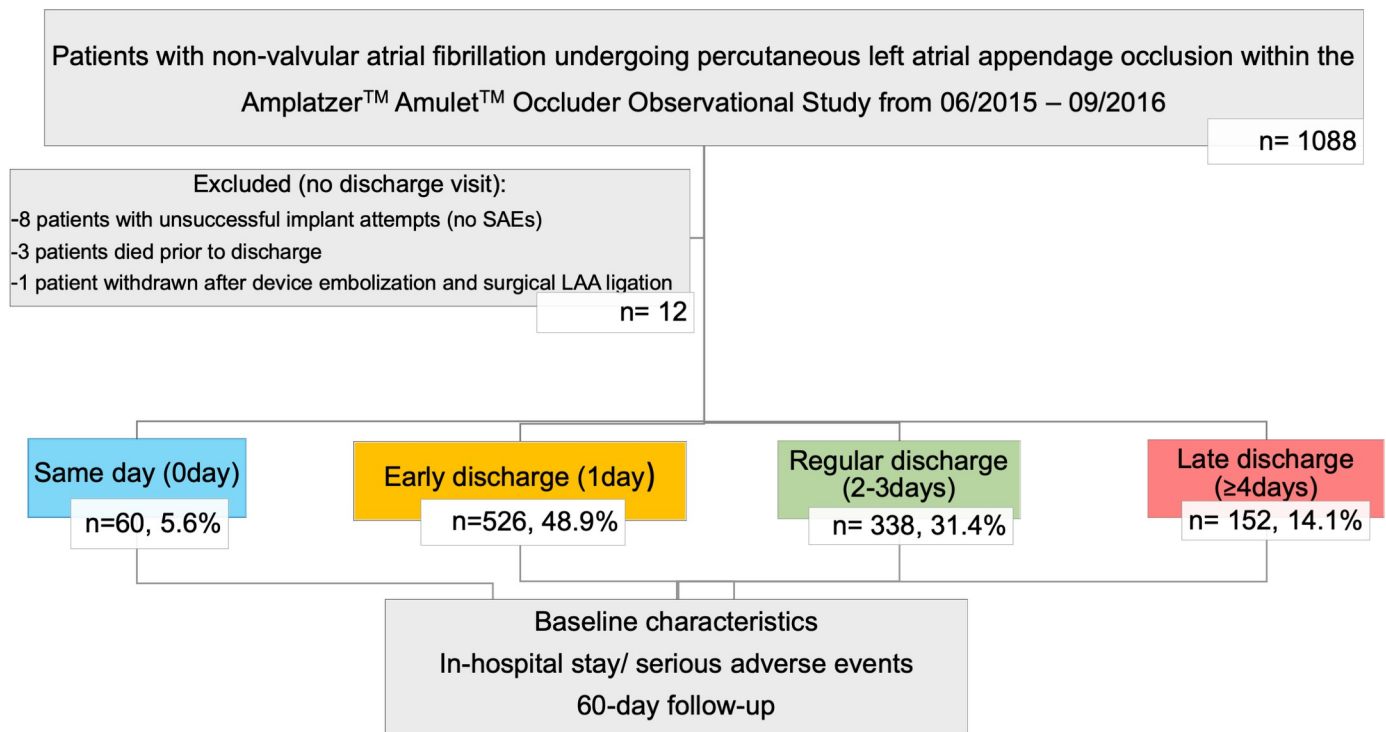 Patients with non-valvular atrial fibrillation undergoing percutaneous left atrial appendage occlusion within the
Amplatzer™ Amulet™ Occluder Observational Study from 06/2015 – 09/2016
n= 1088
Excluded (no discharge visit):
-8 patients with unsuccessful implant attempts (no SAEs)
-3 patients died prior to discharge
-1 patient withdrawn after device embolization and surgical LAA ligation
n= 12
Same day (0day)
n=60, 5.6%
Early discharge (1day)
n=526, 48.9%
Regular discharge
(2-3days)
n= 338, 31.4%
Late discharge
(≥4days)
n= 152, 14.1%
Baseline characteristics
In-hospital stay/ serious adverse events
60-day follow-up